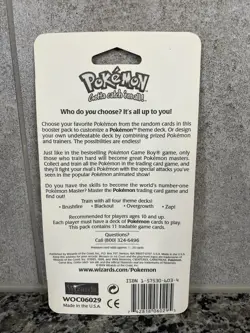 POKéMON
Gotta catch 'em all!
Who do you choose? It's all up to you!
Choose your favorite Pokémon from the random cards in this
booster pack to customize a Pokémon theme deck. Or design
your own undefeatable deck by combining prized Pokémon
and Trainers.
Just like in the bestselling Pokémon Game Boy® game, only
those who train hard will become great Pokémon masters.
Collect and train all the Pokémon in the trading card game, and
they'll fight your rival's Pokémon with the special attacks you've
seen in the popular Pokémon animated show!
Do you have the skills to become the world's number-one
Pokémon Master? Master the Pokémon trading card game and
find out!
Train with all four theme decks!
• Brushfire • Blackout • Overgrowth • Zap!
Recommended for players ages 10 and up.
Each player must have a deck of Pokémon cards to play.
This package contains 11 tradable game cards.
Questions?
Call (800) 324-6496
www.wizards.com/Pokemon
WOC06029
Made in the U.S.A.
ISBN 1-57530-603-4